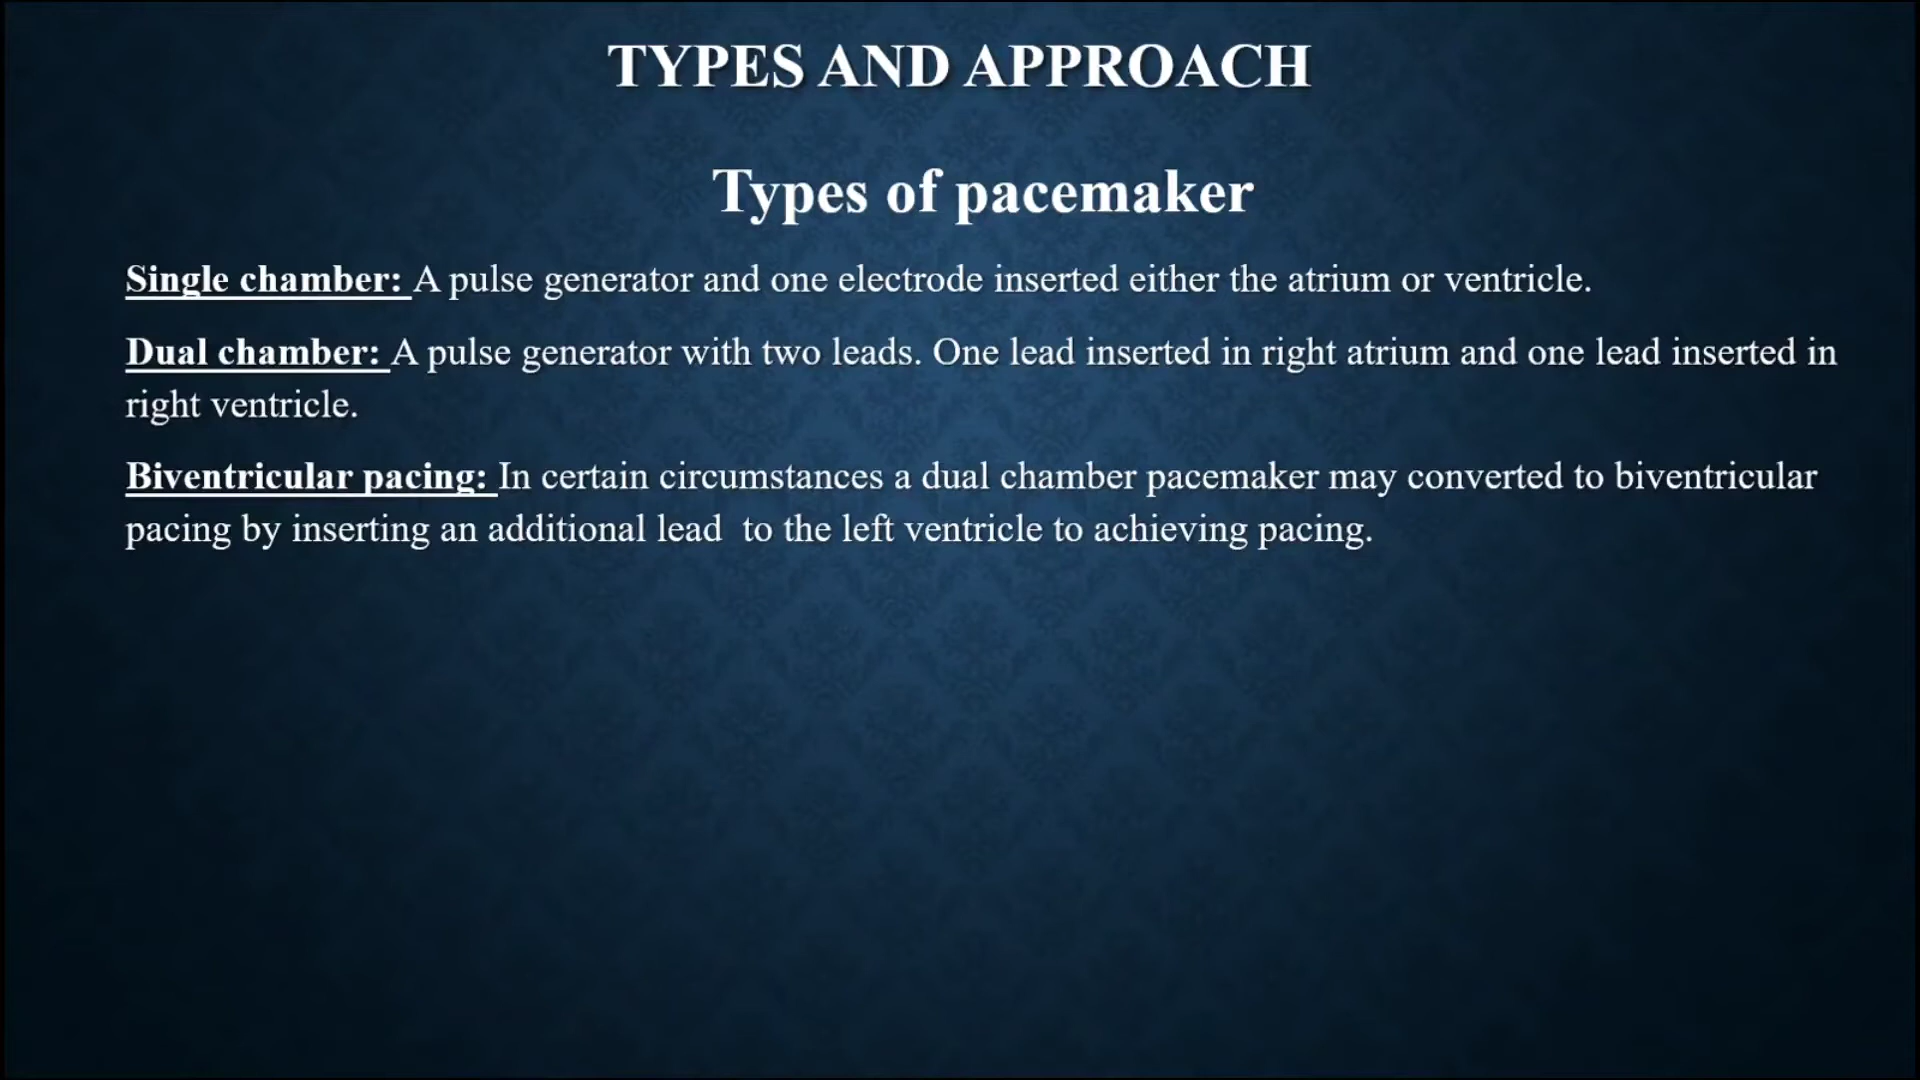 TYPES AND APPROACH
Types of pacemaker
Single chamber: A pulse generator and one electrode inserted either the atrium or ventricle.
Dual chamber: A pulse generator with two leads. One lead inserted in right atrium and one lead inserted in
right ventricle.
Biventricular pacing: In certain circumstances a dual chamber pacemaker may converted to biventricular
pacing by inserting an additional lead  to the left ventricle to achieving pacing.